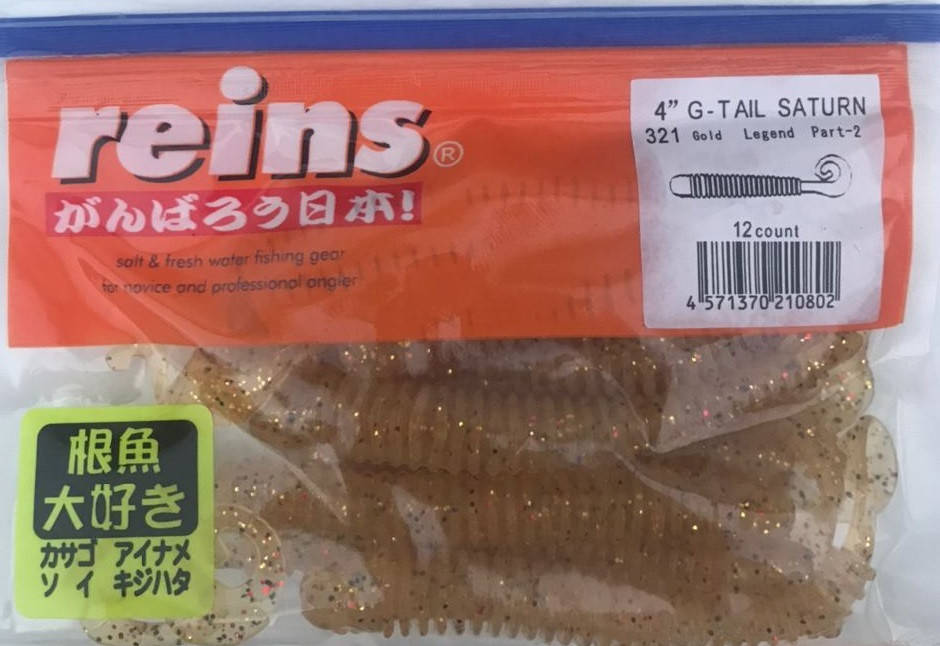 reins®
がんばろう日本!
salt & fresh water fishing gear
for novice and professional angler
4” G-TAIL SATURN
321 Gold Legend Part-2
12 count
4 571370 210802
根魚
大好き
カサゴ アイナメ
ソイ キジハタ